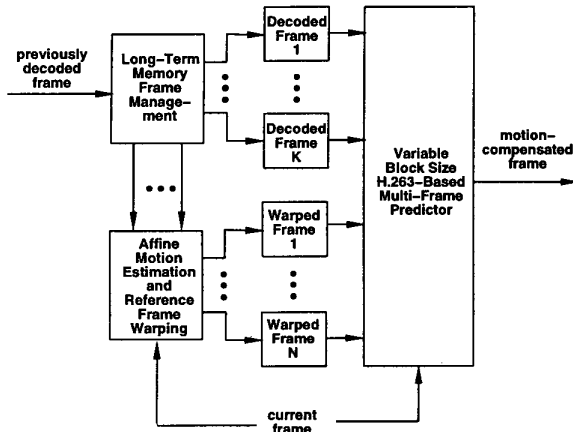 previously
decoded
frame
Long-Term
Memory
Frame
Manage-
ment
Decoded
Frame
1
Decoded
Frame
K
Variable
Block Size
H.263-Based
Multi-Frame
Predictor
motion-
compensated
frame
Affine
Motion
Estimation
and
Reference
Frame
Warping
Warped
Frame
1
Warped
Frame
N
current
frame